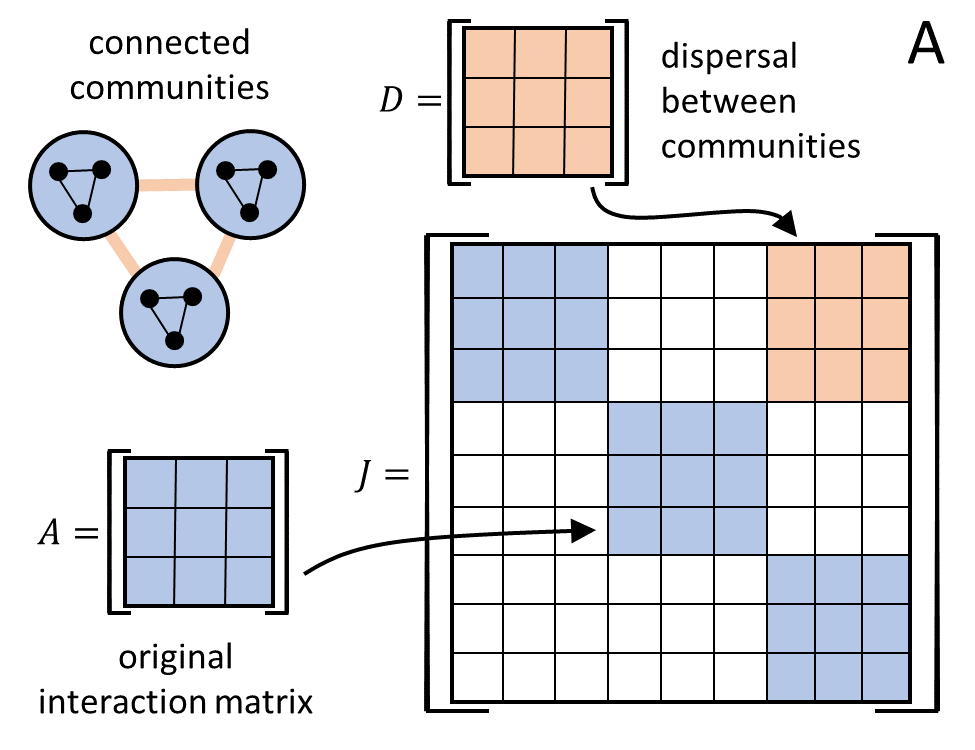 connected
communities
D =
dispersal
between
communities
A
J =
A =
original
interaction matrix